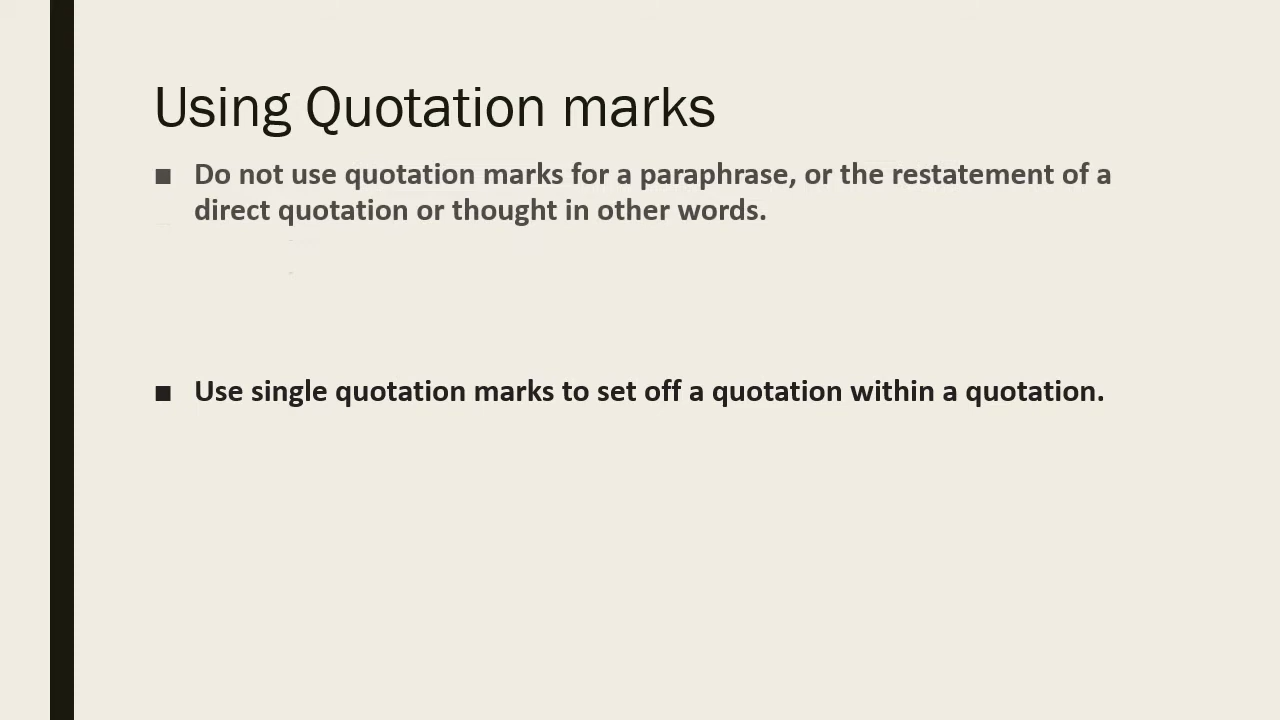 Using Quotation marks
■ Do not use quotation marks for a paraphrase, or the restatement of a
direct quotation or thought in other words.
■ Use single quotation marks to set off a quotation within a quotation.